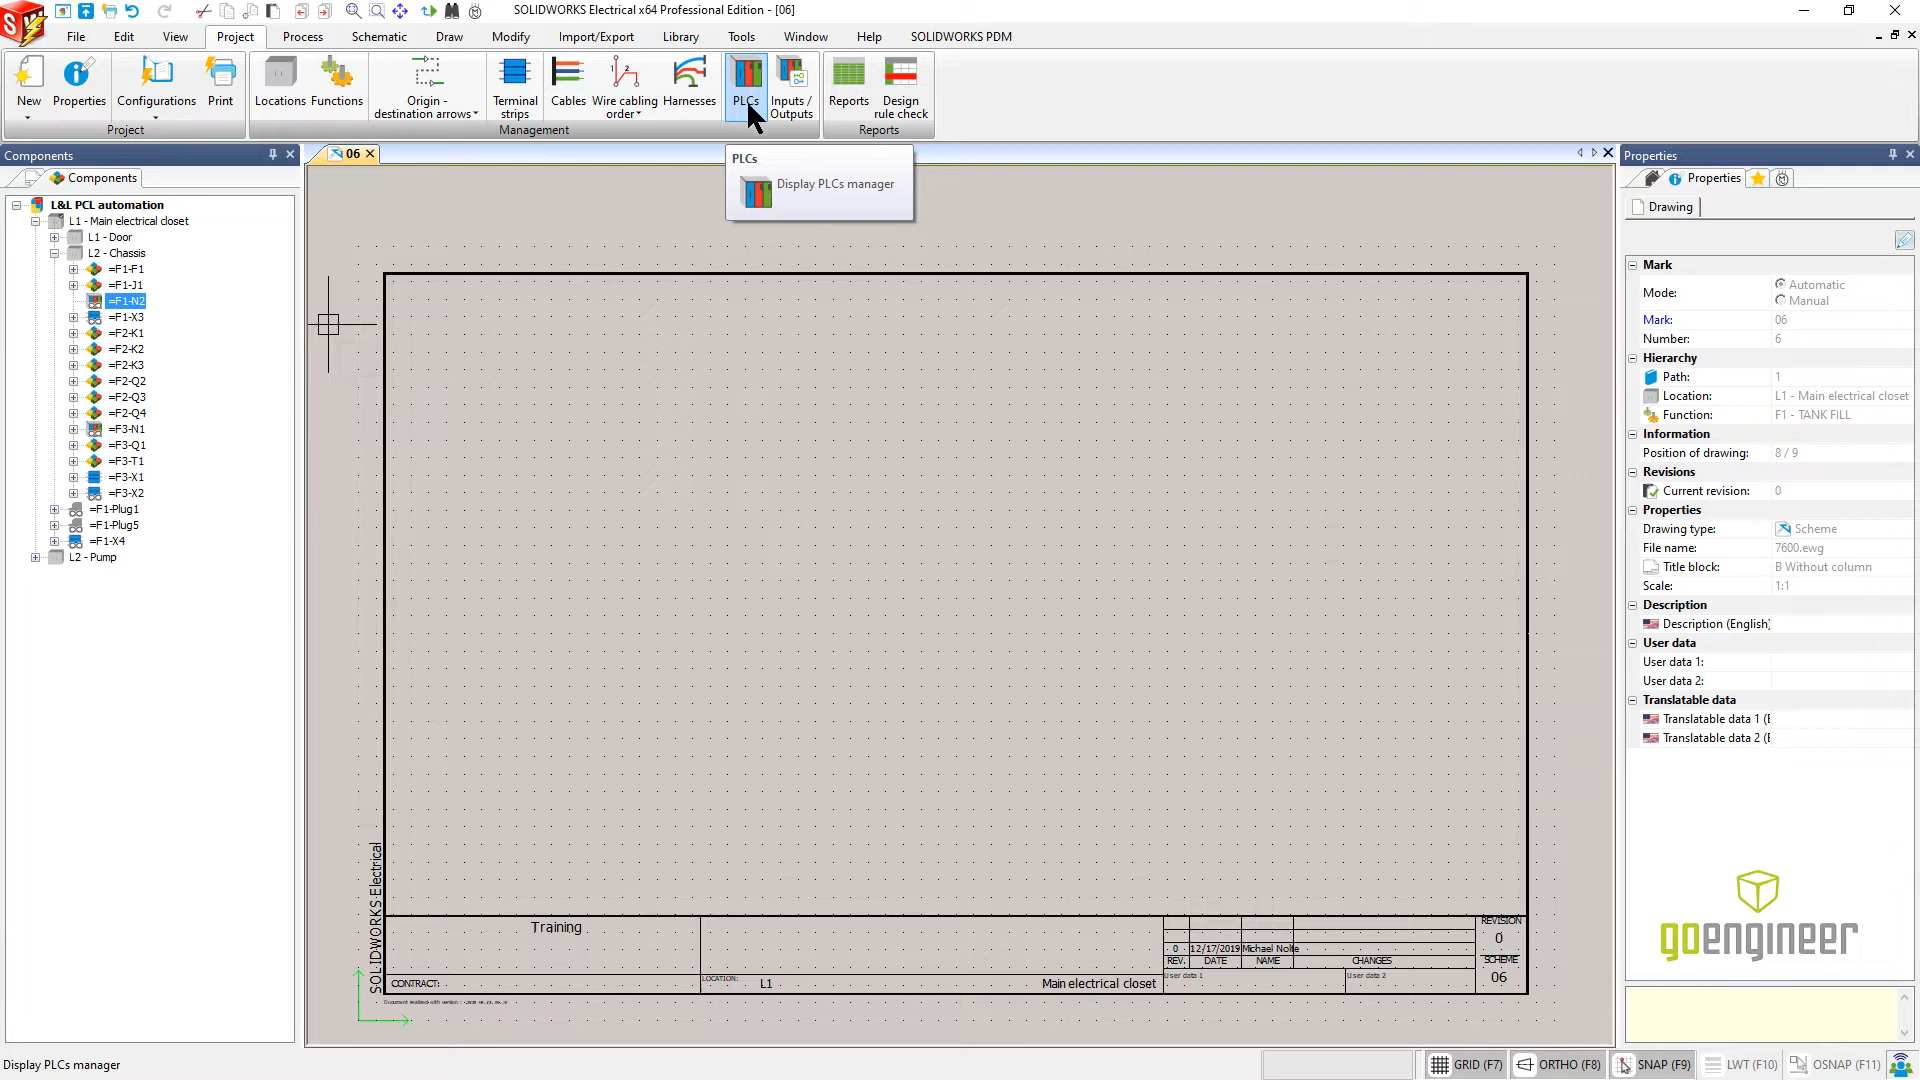 SOLIDWORKS Electrical x64 Professional Edition - [06]
File Edit View Project Process Schematic Draw Modify Import/Export Library Tools Window Help SOLIDWORKS PDM
New Properties Configurations Print Locations Functions Origin - destination arrows Terminal strips Cables Wire cabling order Harnesses PLCs Inputs / Outputs Reports Design rule check
Project Management Reports
Components
06
Components
L&L PCL automation
L1 - Main electrical closet
L1 - Door
L2 - Chassis
=F1-F1
=F1-J1
=F1-N2
=F1-X3
=F2-K1
=F2-K2
=F2-K3
=F2-Q2
=F2-Q3
=F2-Q4
=F3-N1
=F3-Q1
=F3-T1
=F3-X1
=F3-X2
=F1-Plug1
=F1-Plug5
=F1-X4
L2 - Pump
PLCs
Display PLCs manager
SOLIDWORKS Electrical
Training
CONTRACT:
LOCATION: L1 Main electrical closet
0 12/17/2019 Michael Nolte
REV. DATE NAME CHANGES
User data 1 User data 2
REVISION
0
SCHEME
06
Properties
Properties
Drawing
Mark
Mode: Automatic
Manual
Mark: 06
Number: 6
Hierarchy
Path: 1
Location: L1 - Main electrical closet
Function: F1 - TANK FILL
Information
Position of drawing: 8 / 9
Revisions
Current revision: 0
Properties
Drawing type: Scheme
File name: 7600.ewg
Title block: B Without column
Scale: 1:1
Description
Description (English)
User data
User data 1:
User data 2:
Translatable data
Translatable data 1 (E
Translatable data 2 (E
goengineer
Display PLCs manager
GRID (F7) ORTHO (F8) SNAP (F9) LWT (F10) OSNAP (F11)